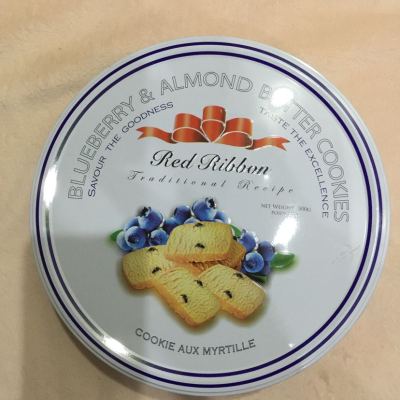 BLUEBERRY & ALMOND BUTTER COOKIES
SAVOUR THE GOODNESS
TASTE THE EXCELLENCE
Red Ribbon
Traditional Recipe
NET WEIGHT:
COOKIE AUX MYRTILLE